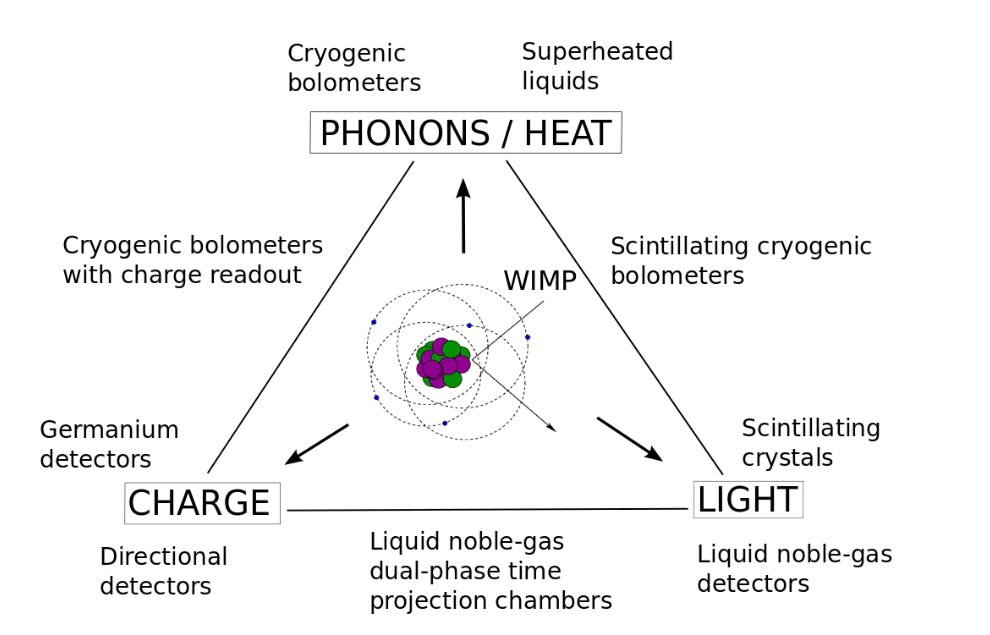 Cryogenic
bolometers
Superheated
liquids
PHONONS / HEAT
Cryogenic bolometers
with charge readout
Scintillating cryogenic
bolometers
WIMP
Germanium
detectors
Scintillating
crystals
CHARGE
LIGHT
Directional
detectors
Liquid noble-gas
dual-phase time
projection chambers
Liquid noble-gas
detectors